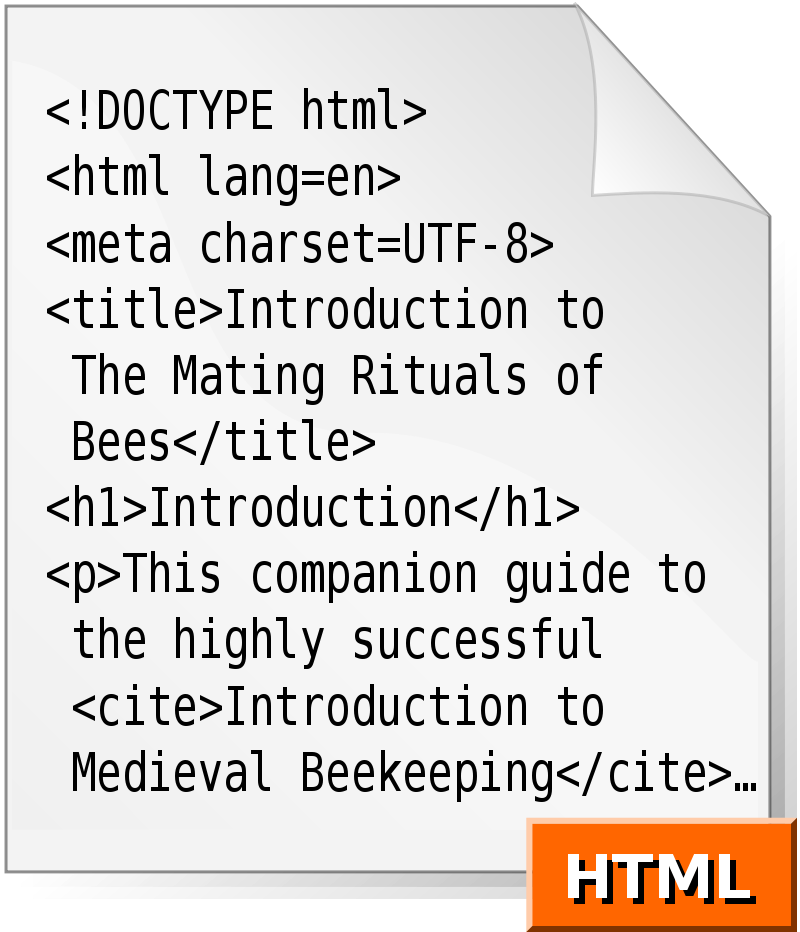 <!DOCTYPE html>
<html lang=en>
<meta charset=UTF-8>
<title>Introduction to
The Mating Rituals of
Bees</title>
<h1>Introduction</h1>
<p>This companion guide to
the highly successful
<cite>Introduction to
Medieval Beekeeping</cite>…
HTML